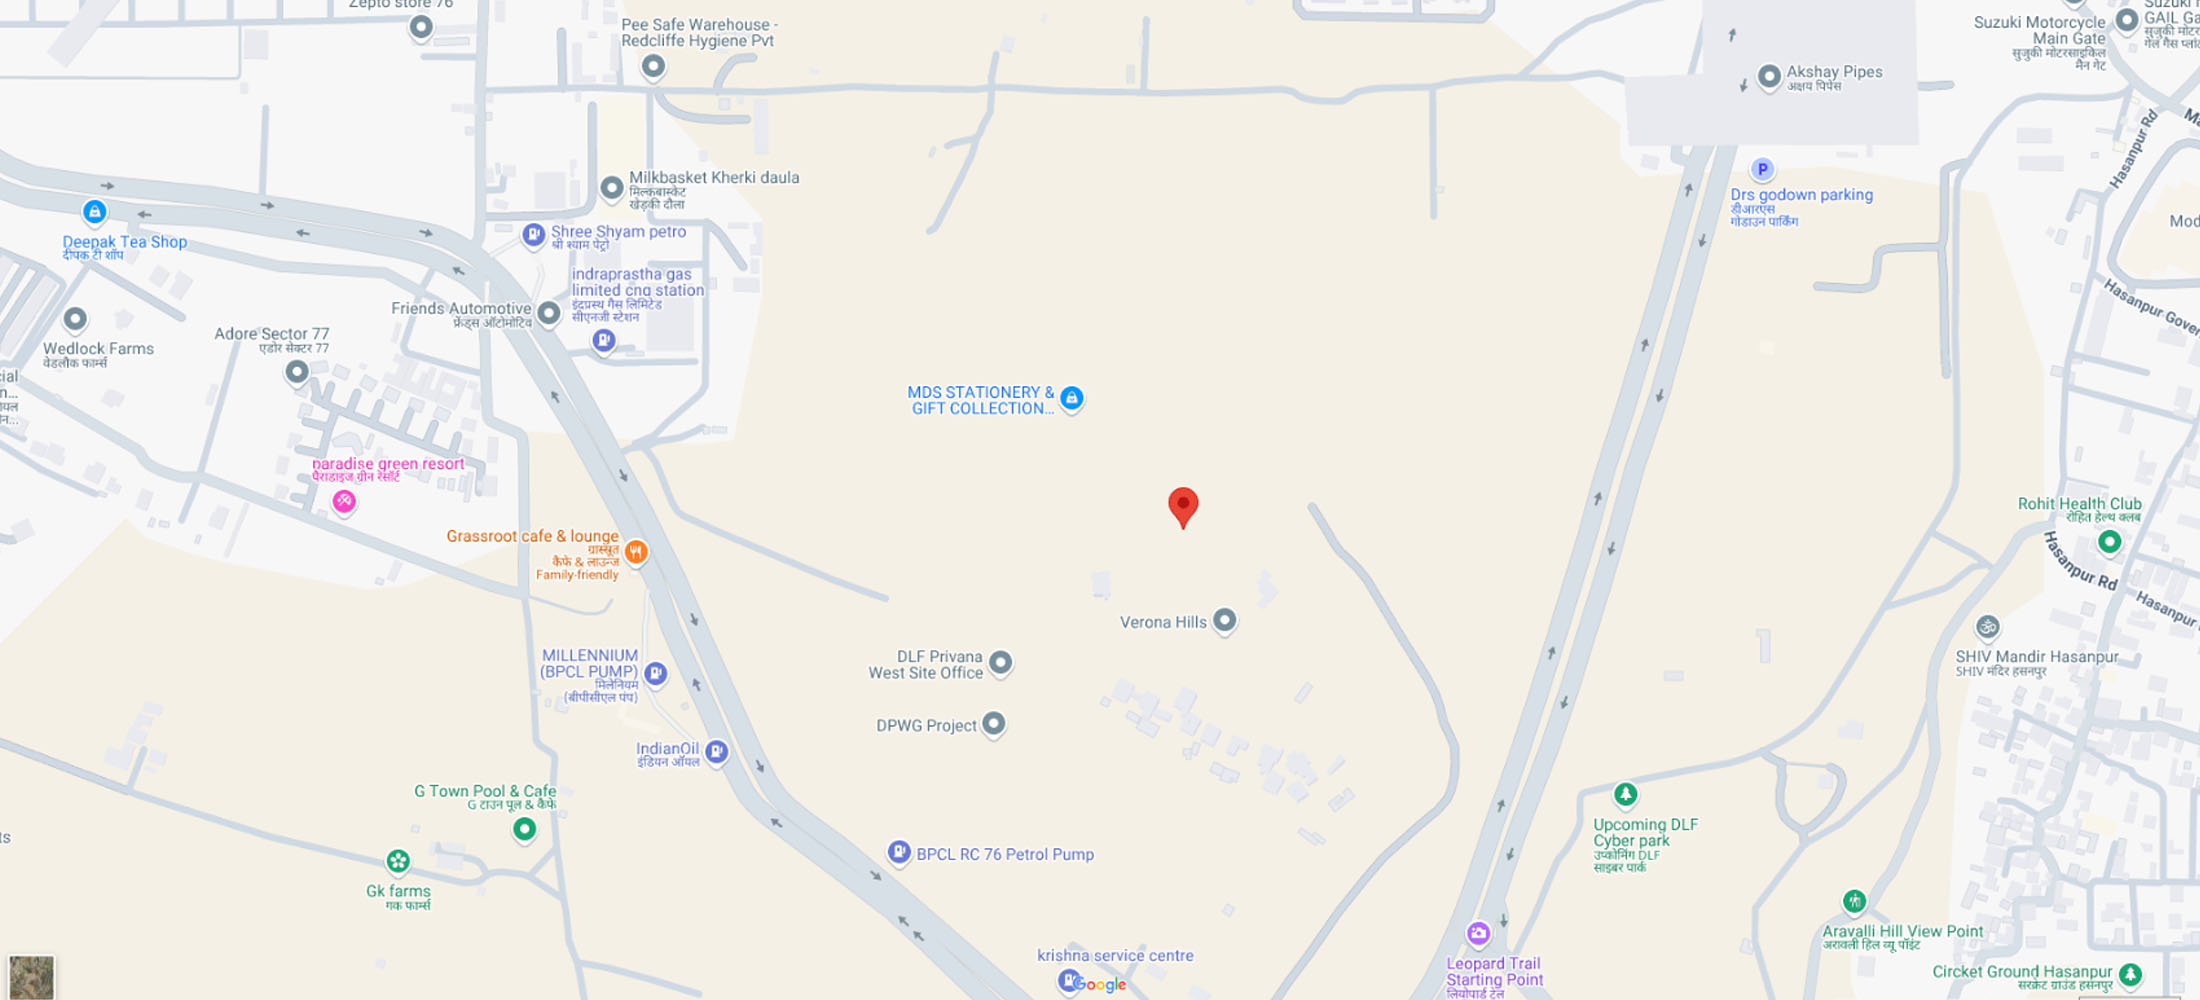 Zepto store 76
Pee Safe Warehouse -
Redcliffe Hygiene Pvt
Suzuki Motorcycle
Main Gate
सुजुकी मोटरसाइकिल
मैन गेट
GAIL Ga
सुजुकी मोटर
गेल गैस प्लां
Akshay Pipes
अक्षय पिपेस
Hasanpur Rd
Milkbasket Kherki daula
मिल्कबास्केट
खेड़की दौला
P
Drs godown parking
डीआरएस
गोडाउन पार्किंग
Mod
Deepak Tea Shop
दीपक टी शॉप
Shree Shyam petro
श्री श्याम पेट्रो
indraprastha gas
limited cng station
इंद्रप्रस्थ गैस लिमिटेड
सीएनजी स्टेशन
Hasanpur Gover
Friends Automotive
फ्रेंड्स ऑटोमोटिव
Adore Sector 77
एडोर सेक्टर 77
Wedlock Farms
वेडलौक फार्म्स
cial
n...
MDS STATIONERY &
GIFT COLLECTION...
paradise green resort
पैराडाइज ग्रीन रिसॉर्ट
Rohit Health Club
रोहित हेल्थ क्लब
Grassroot cafe & lounge
ग्रासरूट
कैफे & लाउन्ज
Family-friendly
Hasanpur Rd
Hasanpur
Verona Hills
SHIV Mandir Hasanpur
SHIV मंदिर हसनपुर
DLF Privana
West Site Office
MILLENNIUM
(BPCL PUMP)
मिलेनियम
(बीपीसीएल पंप)
DPWG Project
IndianOil
इंडियन ऑयल
G Town Pool & Cafe
G टाउन पूल & कैफे
ts
Upcoming DLF
Cyber park
उप्कोमिंग DLF
साइबर पार्क
BPCL RC 76 Petrol Pump
Gk farms
गक फार्म्स
Aravalli Hill View Point
अरावली हिल व्यू पॉइंट
krishna service centre
Google
Leopard Trail
Starting Point
लियोपार्ड ट्रेल
Circket Ground Hasanpur
सरक्रेट ग्राउंड हसनपुर